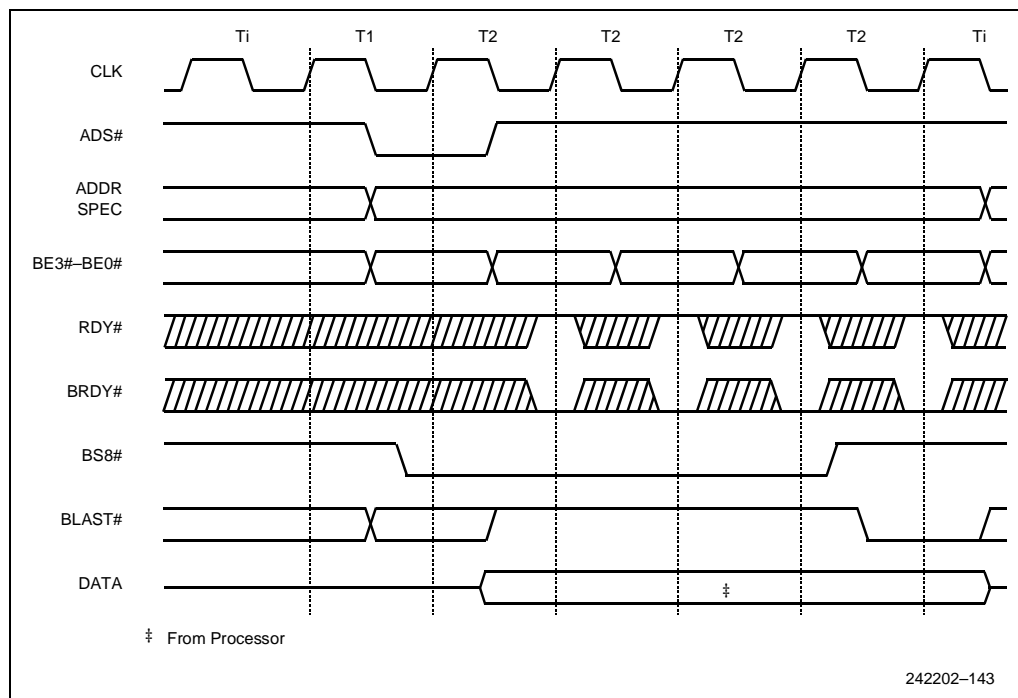 Ti T1 T2 T2 T2 T2 Ti
CLK
ADS#
ADDR
SPEC
BE3#–BE0#
RDY#
BRDY#
BS8#
BLAST#
DATA
‡
‡ From Processor
242202–143